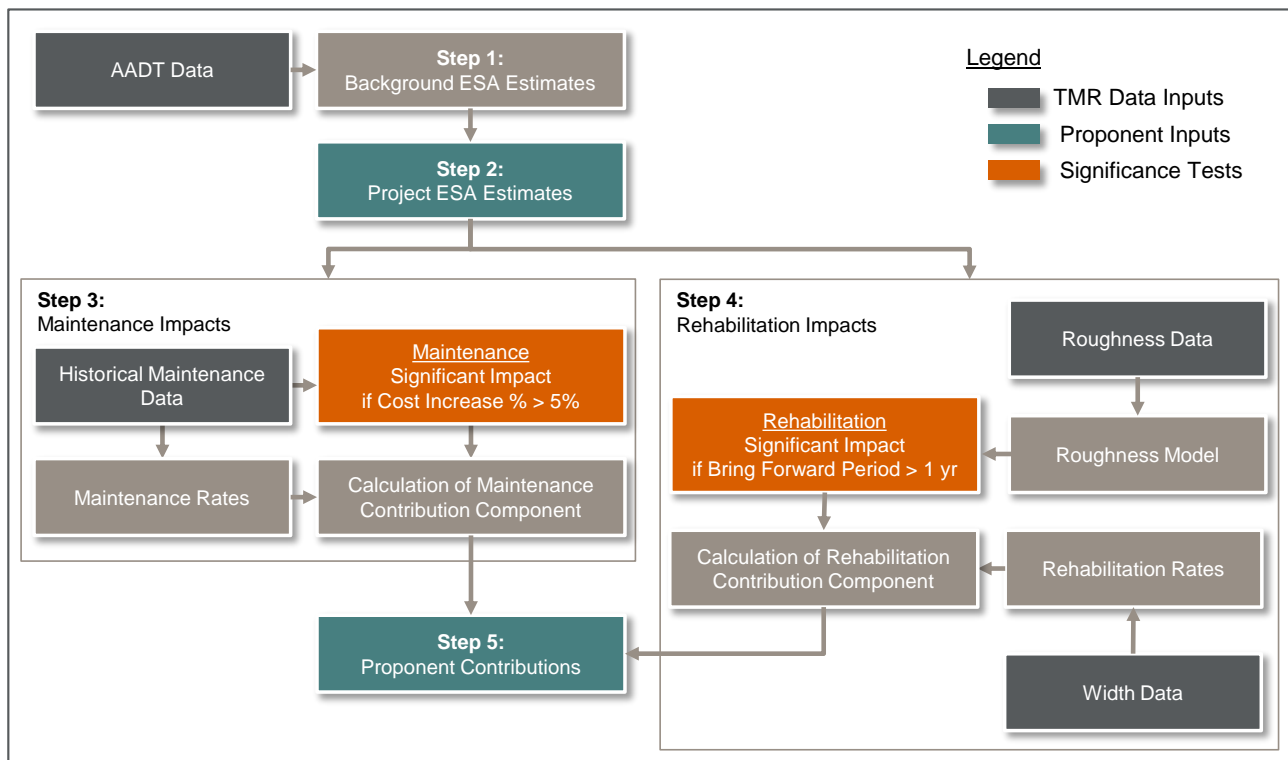 AADT Data
Step 1:
Background ESA Estimates
Legend
TMR Data Inputs
Proponent Inputs
Significance Tests
Step 2:
Project ESA Estimates
Step 3:
Maintenance Impacts
Historical Maintenance
Data
Maintenance
Significant Impact
if Cost Increase % > 5%
Maintenance Rates
Calculation of Maintenance
Contribution Component
Step 4:
Rehabilitation Impacts
Roughness Data
Rehabilitation
Significant Impact
if Bring Forward Period > 1 yr
Roughness Model
Calculation of Rehabilitation
Contribution Component
Rehabilitation Rates
Width Data
Step 5:
Proponent Contributions